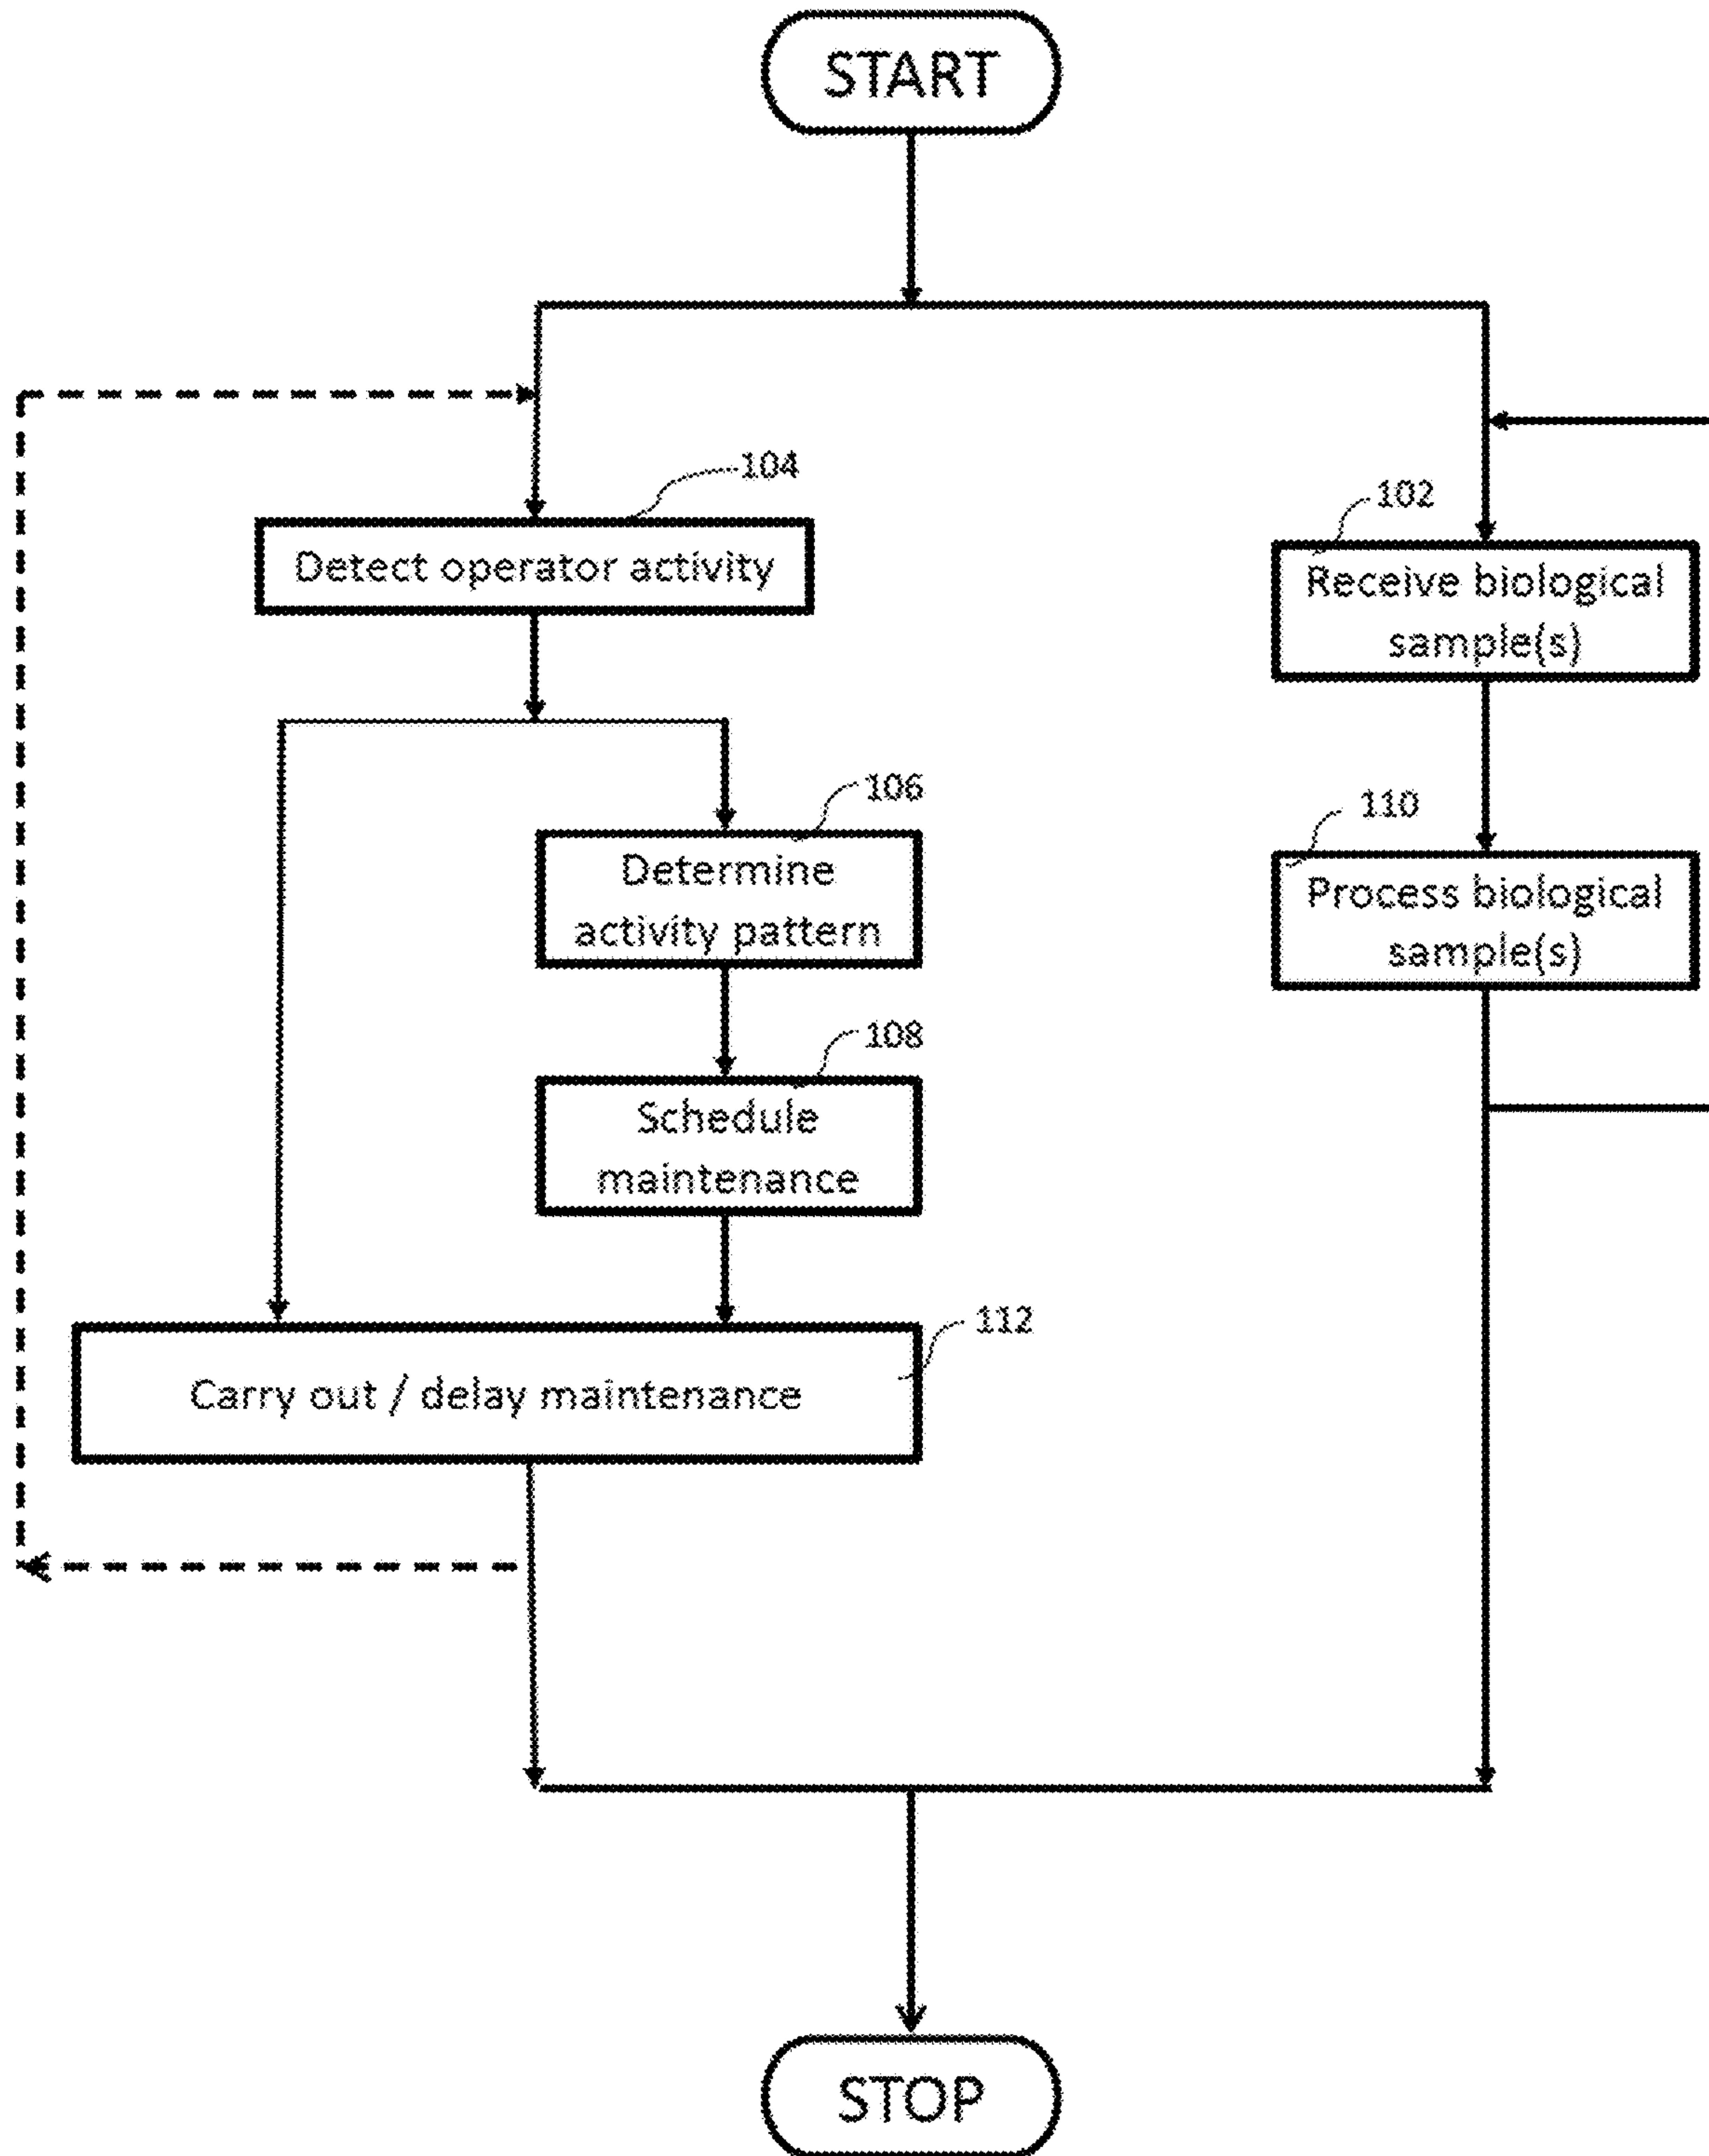 START
104
Detect operator activity
102
Receive biological
sample(s)
106
Determine
activity pattern
110
Process biological
sample(s)
108
Schedule
maintenance
112
Carry out / delay maintenance
STOP